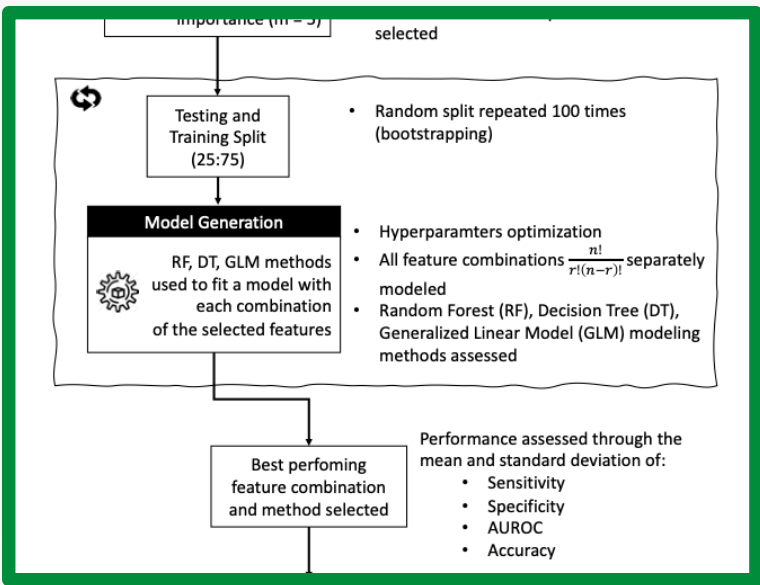 importance (m = 5)
selected
Testing and
Training Split
(25:75)
• Random split repeated 100 times
(bootstrapping)
Model Generation
RF, DT, GLM methods
used to fit a model with
each combination
of the selected features
• Hyperparamters optimization
• All feature combinations n!/r!(n−r)! separately
modeled
• Random Forest (RF), Decision Tree (DT),
Generalized Linear Model (GLM) modeling
methods assessed
Best perfoming
feature combination
and method selected
Performance assessed through the
mean and standard deviation of:
• Sensitivity
• Specificity
• AUROC
• Accuracy